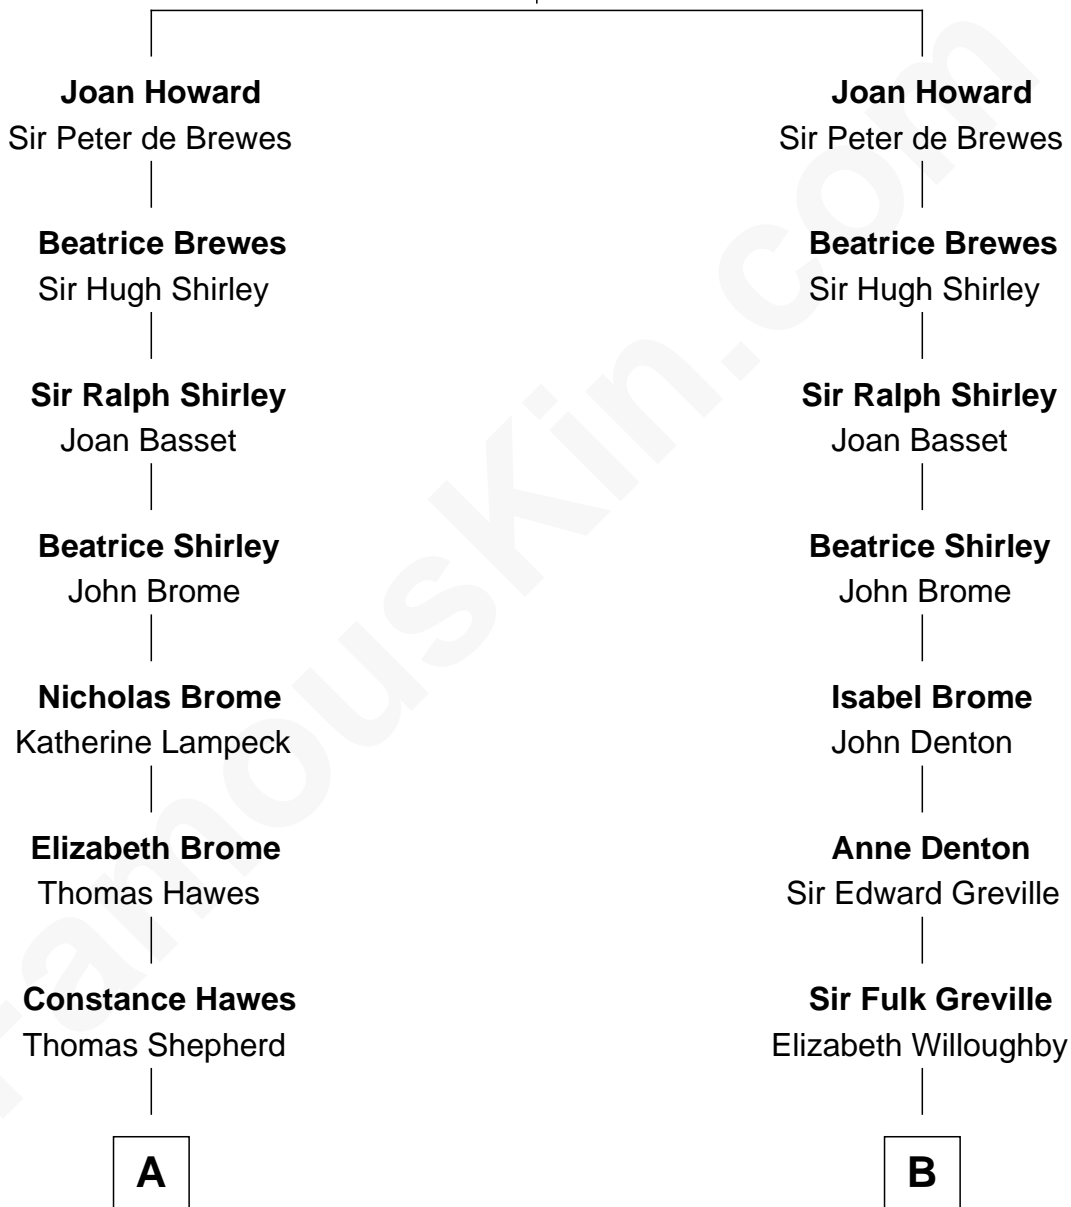 Joan Howard
Sir Peter de Brewes
Beatrice Brewes
Sir Hugh Shirley
Sir Ralph Shirley
Joan Basset
Beatrice Shirley
John Brome
Nicholas Brome
Katherine Lampeck
Elizabeth Brome
Thomas Hawes
Constance Hawes
Thomas Shepherd
A
Joan Howard
Sir Peter de Brewes
Beatrice Brewes
Sir Hugh Shirley
Sir Ralph Shirley
Joan Basset
Beatrice Shirley
John Brome
Isabel Brome
John Denton
Anne Denton
Sir Edward Greville
Sir Fulk Greville
Elizabeth Willoughby
B
FamousKin.com